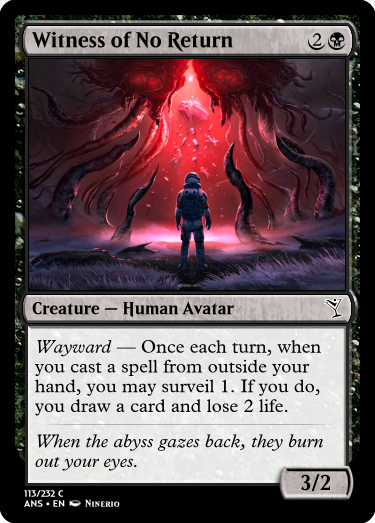 Witness of No Return 2
Creature — Human Avatar
Wayward — Once each turn, when
you cast a spell from outside your
hand, you may surveil 1. If you do,
you draw a card and lose 2 life.
When the abyss gazes back, they burn
out your eyes.
3/2
113/232 C
ANS • EN Ninerio